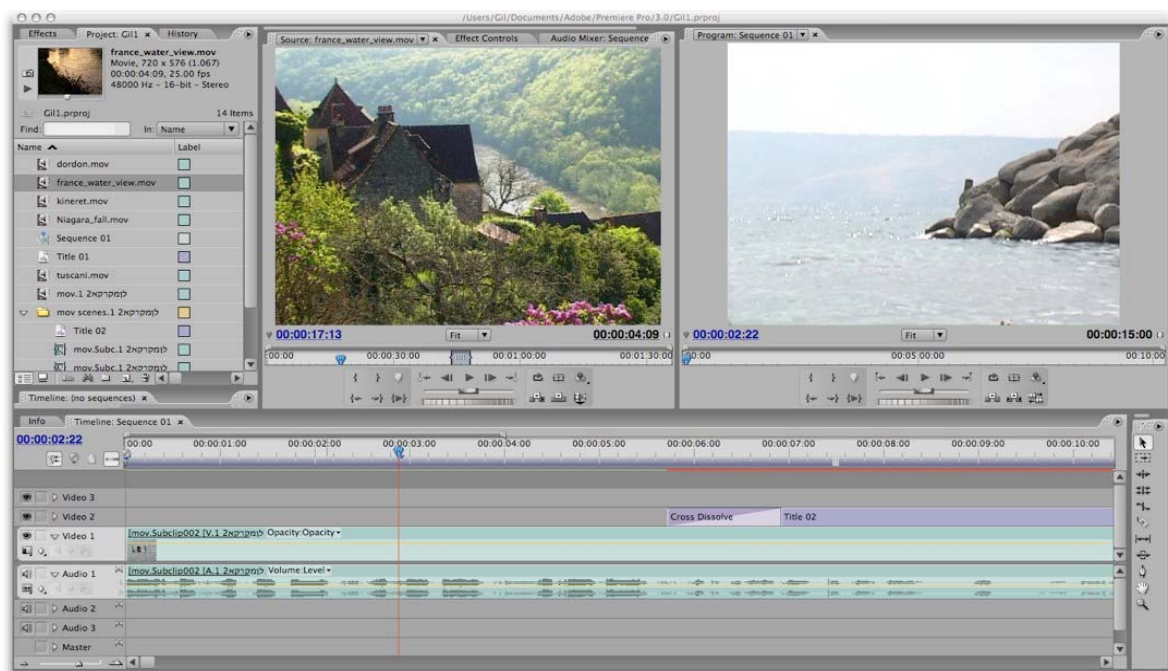 /Users/Gil/Documents/Adobe/Premiere Pro/3.0/Gil1.prproj
Effects
Project: Gil1
History
france_water_view.mov
Movie, 720 x 576 (1.067)
00:00:04:09, 25.00 fps
48000 Hz - 16-bit - Stereo
Gil1.prproj
14 Items
Find:
In: Name
Name
Label
dordon.mov
france_water_view.mov
kineret.mov
Niagara_fall.mov
Sequence 01
Title 01
tuscani.mov
mov.1 לןמקרקאל2
mov scenes.1 לןמקרקאל2
Title 02
mov.Subc.1 לןמקרקאל2
mov.Subc.1 לןמקרקאל2
Timeline: (no sequences)
Source: france_water_view.mov
Effect Controls
Audio Mixer: Sequence
00:00:17:13
Fit
00:00:04:09
00:00
00:00:30:00
00:01:00:00
00:01:30:00
Program: Sequence 01
00:00:02:22
Fit
00:00:15:00
00:00
00:05:00:00
00:10:00
Info
Timeline: Sequence 01
00:00:02:22
00:00
00:00:01:00
00:00:02:00
00:00:03:00
00:00:04:00
00:00:05:00
00:00:06:00
00:00:07:00
00:00:08:00
00:00:09:00
00:00:10:00
Video 3
Video 2
Cross Dissolve
Title 02
Video 1
[mov.Subclip002 [V.1 Opacity:Opacity
Audio 1
[mov.Subclip002 [A.1 Volume:Level
Audio 2
Audio 3
Master